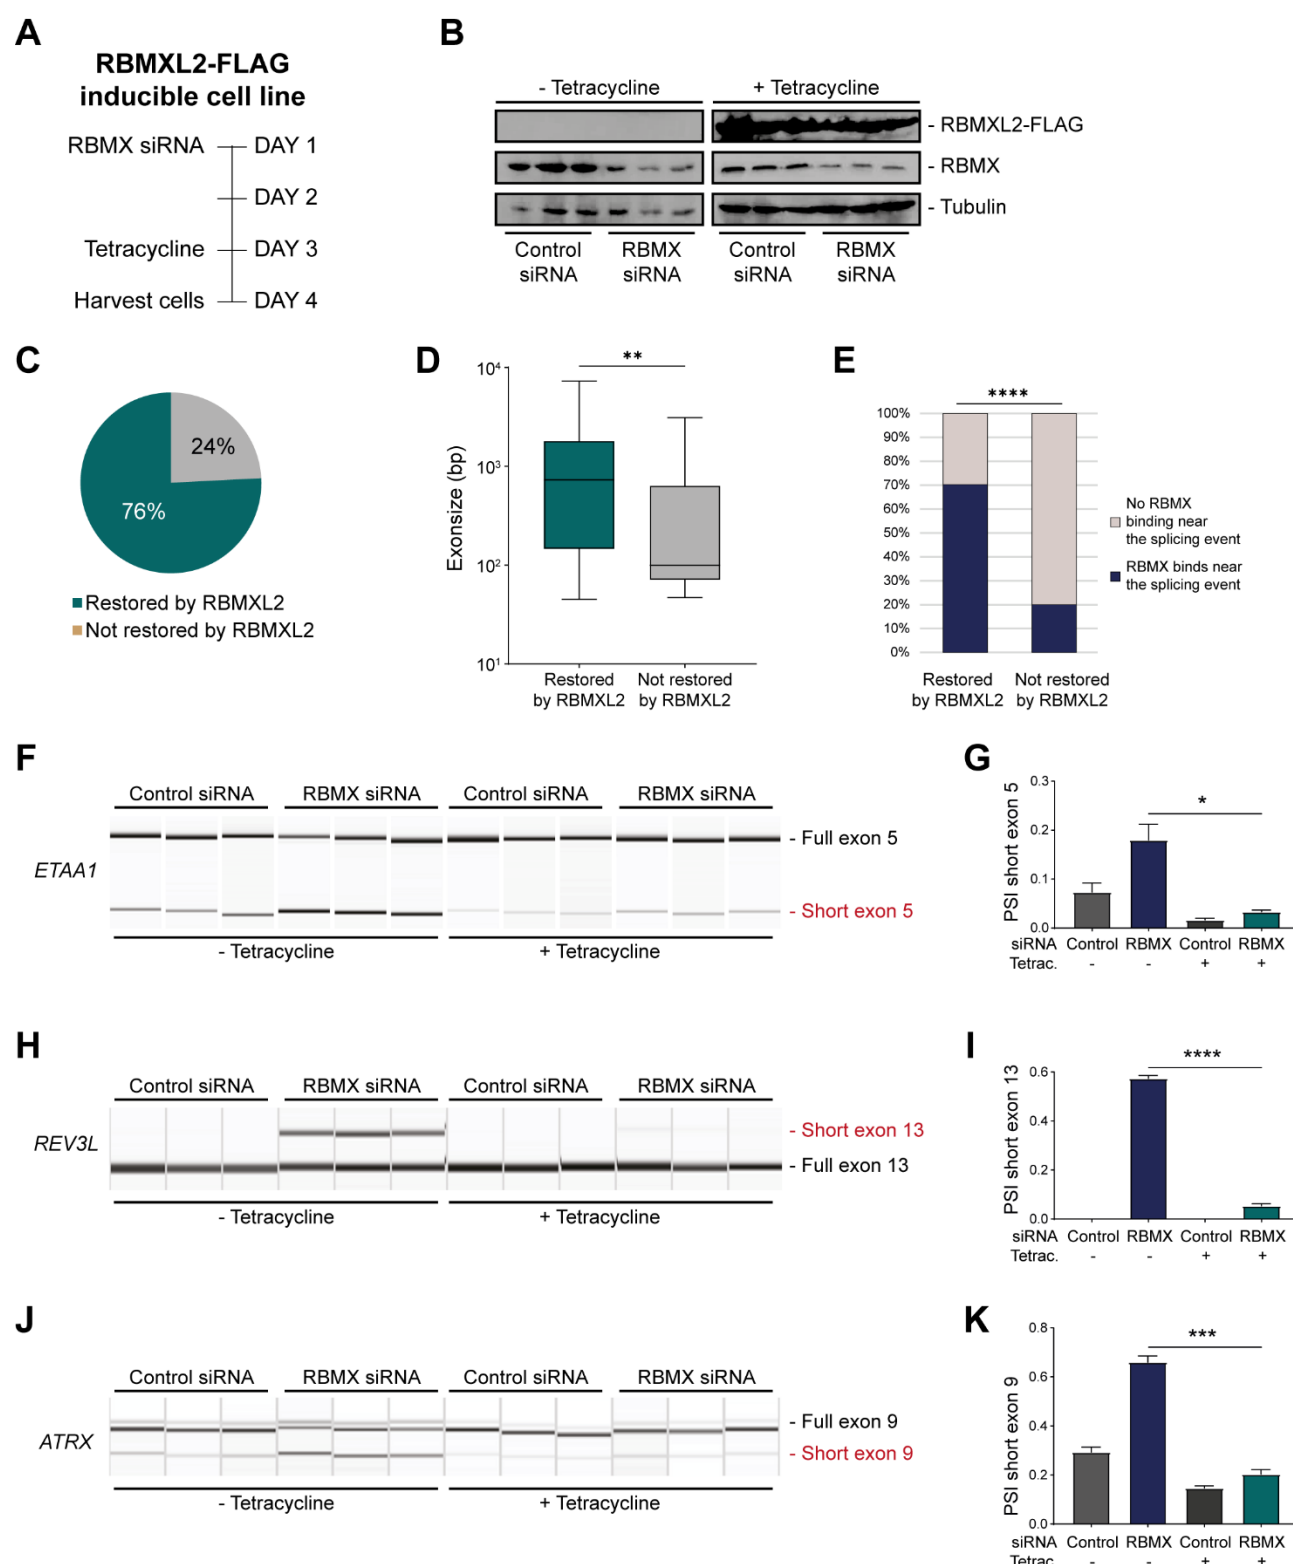 A
RBMXL2-FLAG
inducible cell line
RBMX siRNA
DAY 1
DAY 2
Tetracycline
DAY 3
Harvest cells
DAY 4
B
- Tetracycline
+ Tetracycline
- RBMXL2-FLAG
- RBMX
- Tubulin
Control
siRNA
RBMX
siRNA
Control
siRNA
RBMX
siRNA
C
24%
76%
Restored by RBMXL2
Not restored by RBMXL2
D
**
Exonsize (bp)
10⁴
10³
10²
10¹
Restored
by RBMXL2
Not restored
by RBMXL2
E
****
100%
90%
80%
70%
60%
50%
40%
30%
20%
10%
0%
Restored
by RBMXL2
Not restored
by RBMXL2
No RBMX
binding near
the splicing event
RBMX binds near
the splicing event
F
Control siRNA
RBMX siRNA
Control siRNA
RBMX siRNA
ETAA1
- Full exon 5
- Short exon 5
- Tetracycline
+ Tetracycline
G
PSI short exon 5
0.3
0.2
0.1
0.0
*
siRNA Control RBMX Control RBMX
Tetrac. - - + +
H
Control siRNA
RBMX siRNA
Control siRNA
RBMX siRNA
REV3L
- Short exon 13
- Full exon 13
- Tetracycline
+ Tetracycline
I
PSI short exon 13
0.6
0.4
0.2
0.0
****
siRNA Control RBMX Control RBMX
Tetrac. - - + +
J
Control siRNA
RBMX siRNA
Control siRNA
RBMX siRNA
ATRX
- Full exon 9
- Short exon 9
- Tetracycline
+ Tetracycline
K
PSI short exon 9
0.8
0.6
0.4
0.2
0.0
***
siRNA Control RBMX Control RBMX
Tetrac. - - + +